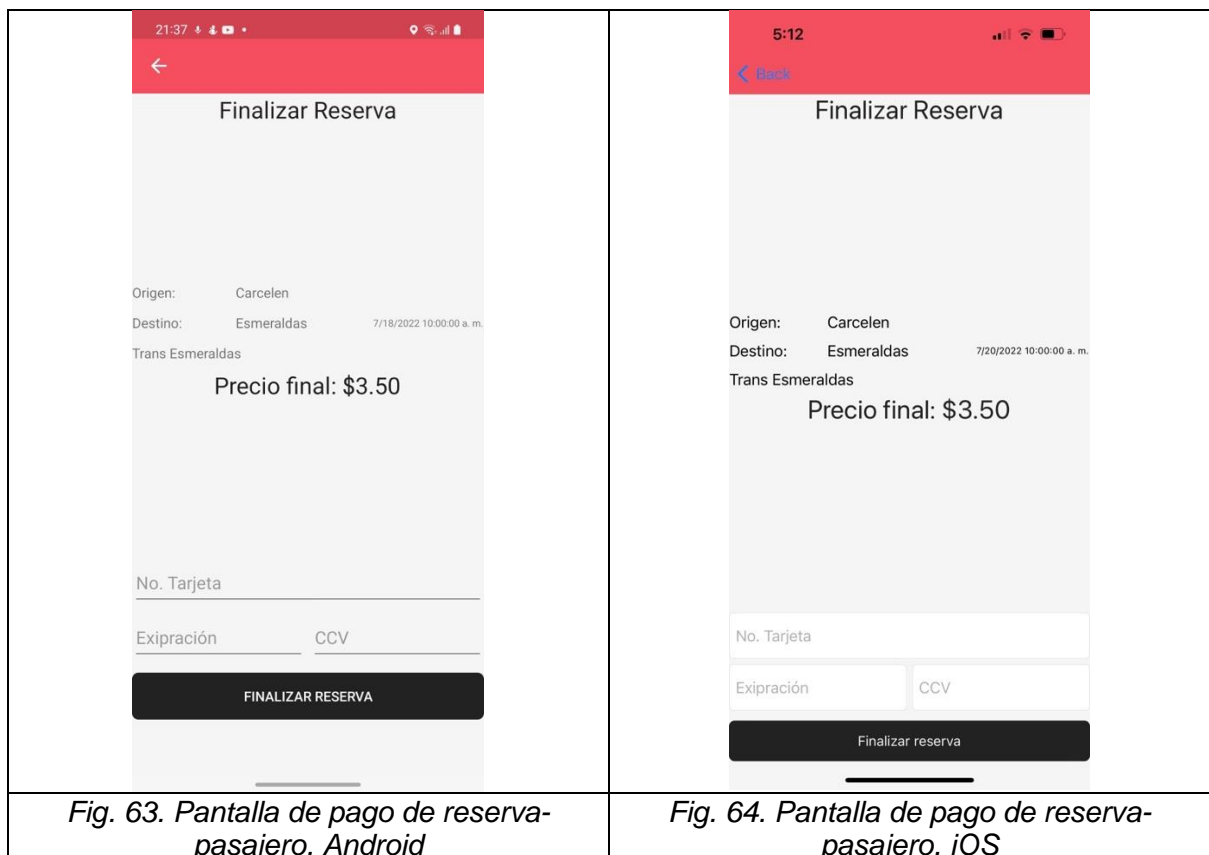 21:37
Finalizar Reserva
Origen: Carcelen
Destino: Esmeraldas 7/18/2022 10:00:00 a. m.
Trans Esmeraldas
Precio final: $3.50
No. Tarjeta
Exipración CCV
FINALIZAR RESERVA
Fig. 63. Pantalla de pago de reserva-
pasajero. Android
5:12
Back
Finalizar Reserva
Origen: Carcelen
Destino: Esmeraldas 7/20/2022 10:00:00 a. m.
Trans Esmeraldas
Precio final: $3.50
No. Tarjeta
Exipración CCV
Finalizar reserva
Fig. 64. Pantalla de pago de reserva-
pasajero. iOS